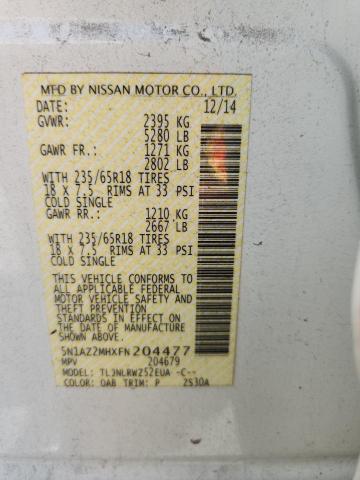 MFD BY NISSAN MOTOR CO., LTD.
DATE: 12/14
GVWR: 2395 KG
5280 LB
GAWR FR.: 1271 KG
2802 LB
WITH 235/65R18 TIRES
18 X 7.5 RIMS AT 33 PSI
COLD SINGLE
GAWR RR.: 1210 KG
2667 LB
WITH 235/65R18 TIRES
18 X 7.5 RIMS AT 33 PSI
COLD SINGLE
THIS VEHICLE CONFORMS TO
ALL APPLICABLE FEDERAL
MOTOR VEHICLE SAFETY
AND THEFT PREVENTION
STANDARDS IN EFFECT ON
THE DATE OF MANUFACTURE
SHOWN ABOVE.
5N1AZ2MHXFN204477
MPV 204679
MODEL: TLJNLRWZ52EUA -C--
COLOR: QAB TRIM: P 2S30A